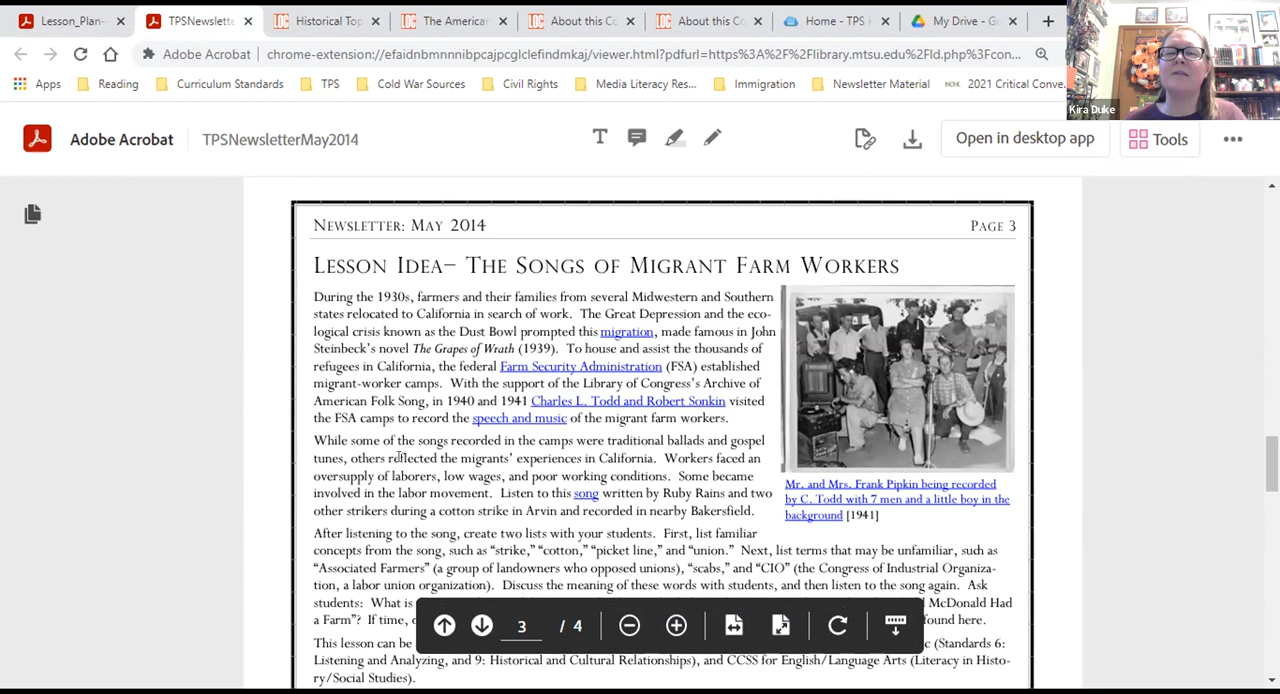 Lesson_Plan-
TPSNewslette
Historical Top
The America
About this Co
About this Co
Home - TPS
My Drive - G
Adobe Acrobat
chrome-extension://efaidnbmnnnibpcajpcglclefindmkaj/viewer.html?pdfurl=https%3A%2F%2Flibrary.mtsu.edu%2Fld.php%3Fcon...
Apps
Reading
Curriculum Standards
TPS
Cold War Sources
Civil Rights
Media Literacy Res...
Immigration
Newsletter Material
2021 Critical Conve.
Kira Duke
Adobe Acrobat
TPSNewsletterMay2014
Open in desktop app
Tools
Newsletter: May 2014
Page 3
Lesson Idea– The Songs of Migrant Farm Workers
During the 1930s, farmers and their families from several Midwestern and Southern
states relocated to California in search of work. The Great Depression and the eco-
logical crisis known as the Dust Bowl prompted this migration, made famous in John
Steinbeck's novel The Grapes of Wrath (1939). To house and assist the thousands of
refugees in California, the federal Farm Security Administration (FSA) established
migrant-worker camps. With the support of the Library of Congress's Archive of
American Folk Song, in 1940 and 1941 Charles L. Todd and Robert Sonkin visited
the FSA camps to record the speech and music of the migrant farm workers.
While some of the songs recorded in the camps were traditional ballads and gospel
tunes, others reflected the migrants' experiences in California. Workers faced an
oversupply of laborers, low wages, and poor working conditions. Some became
involved in the labor movement. Listen to this song written by Ruby Rains and two
other strikers during a cotton strike in Arvin and recorded in nearby Bakersfield.
Mr. and Mrs. Frank Pipkin being recorded
by C. Todd with 7 men and a little boy in the
background [1941]
After listening to the song, create two lists with your students. First, list familiar
concepts from the song, such as "strike," "cotton," "picket line," and "union." Next, list terms that may be unfamiliar, such as
"Associated Farmers" (a group of landowners who opposed unions), "scabs," and "CIO" (the Congress of Industrial Organiza-
tion, a labor union organization). Discuss the meaning of these words with students, and then listen to the song again. Ask
students: What is McDonald Had
a Farm"? If time, found here.
This lesson can be (Standards 6:
Listening and Analyzing, and 9: Historical and Cultural Relationships), and CCSS for English/Language Arts (Literacy in Histo-
ry/Social Studies).
3 / 4